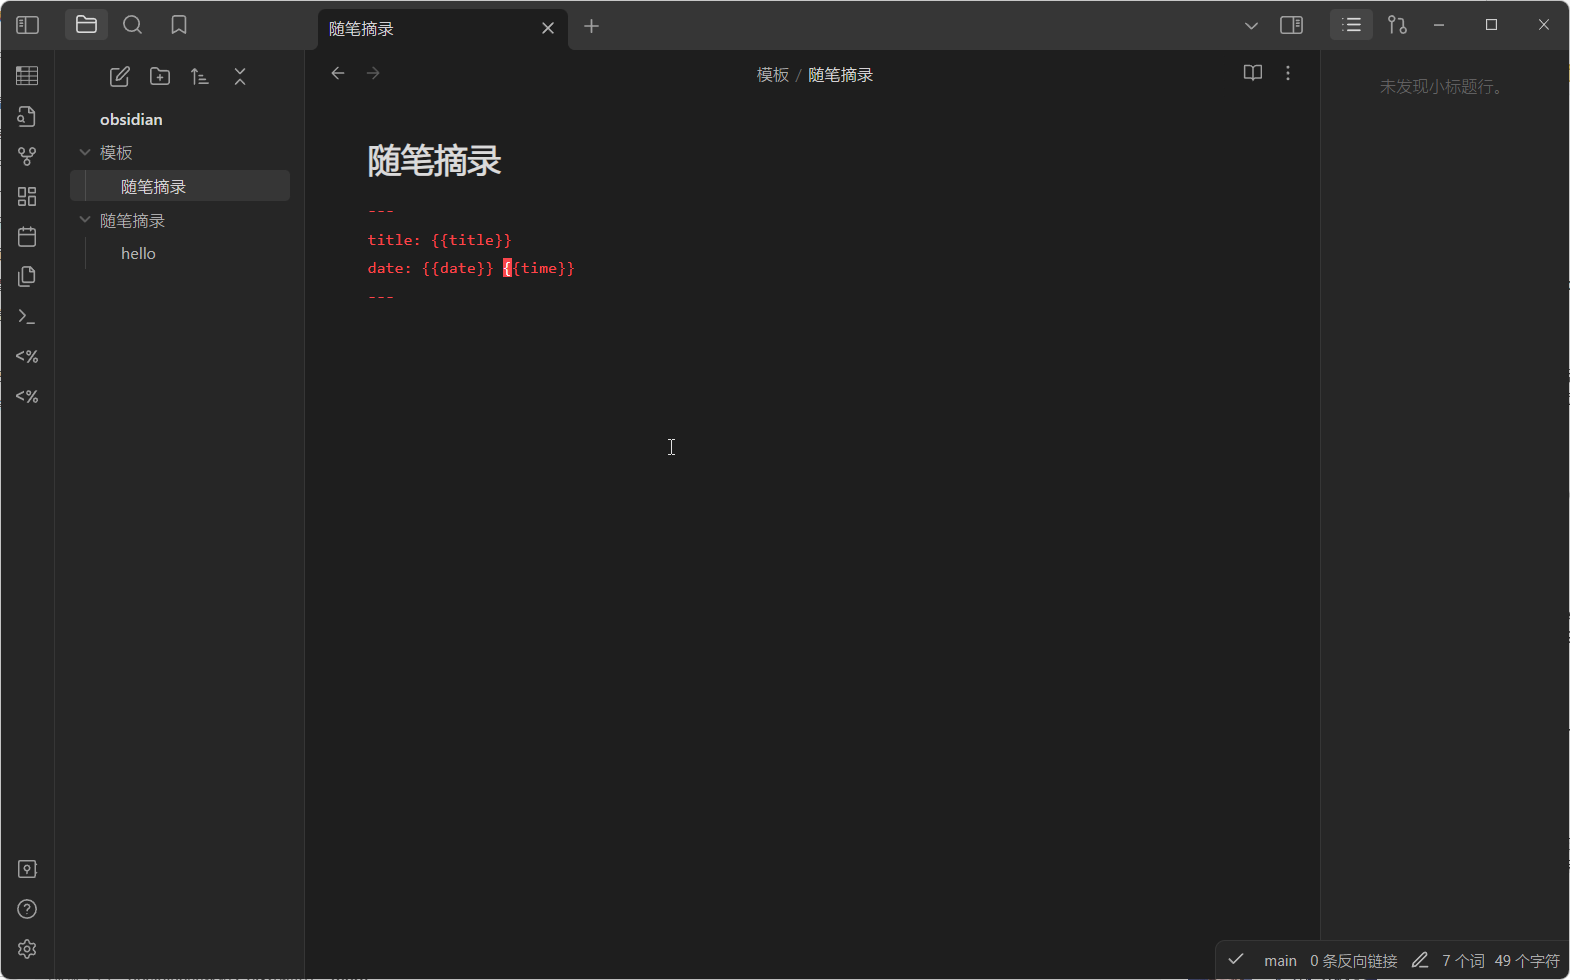 随笔摘录
模板 / 随笔摘录
未发现小标题行。
obsidian
模板
随笔摘录
随笔摘录
hello
<%
<%
随笔摘录
---
title: {{title}}
date: {{date}} {{time}}
---
main 0 条反向链接 7 个词 49 个字符